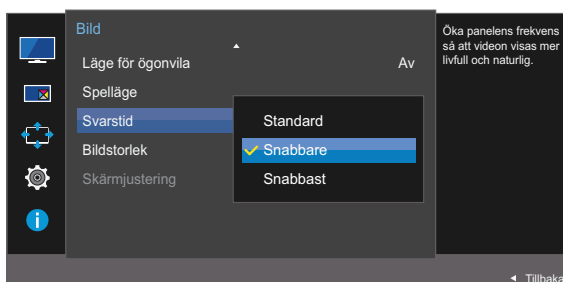 Bild
Läge för ögonvila Av
Spelläge
Svarstid
Bildstorlek
Skärmjustering
Standard
Snabbare
Snabbast
Öka panelens frekvens
så att videon visas mer
livfull och naturlig.
Tillbaka